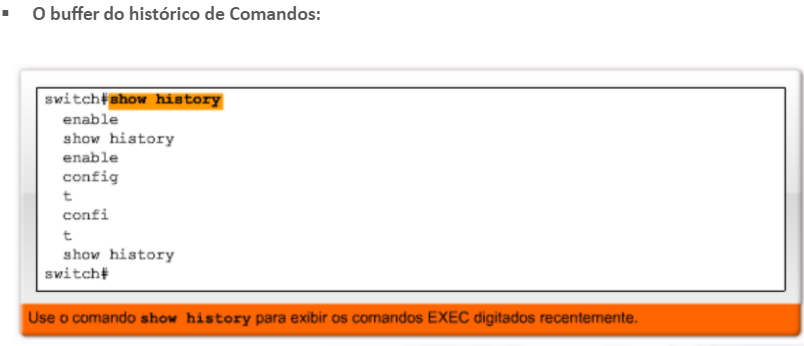 ▪ O buffer do histórico de Comandos:
switch#show history
enable
show history
enable
config
t
confi
t
show history
switch#
Use o comando show history para exibir os comandos EXEC digitados recentemente.